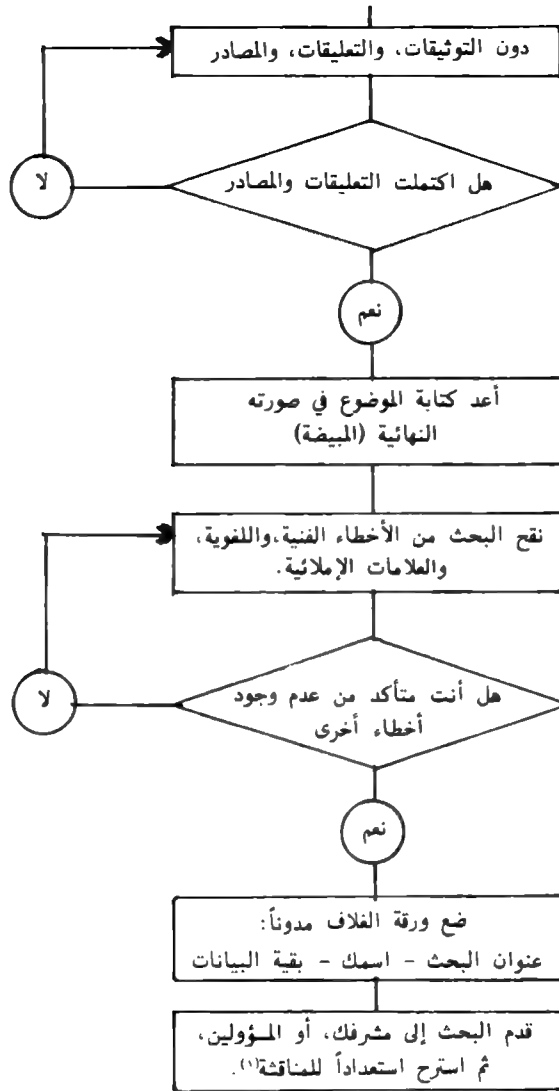 دون التوثيقات، والتعليقات، والمصادر
هل اكتملت التعليقات والمصادر
لا
نعم
أعد كتابة الموضوع في صورته
النهائية (المبيضة)
نقح البحث من الأخطاء الفنية، واللغوية،
والعلامات الإملائية.
هل أنت متأكد من عدم وجود
أخطاء أخرى
لا
نعم
ضع ورقة الغلاف مدوناً:
عنوان البحث - اسمك - بقية البيانات
قدم البحث إلى مشرفك، أو المسؤولين،
ثم استرح استعداداً للمناقشة(١).